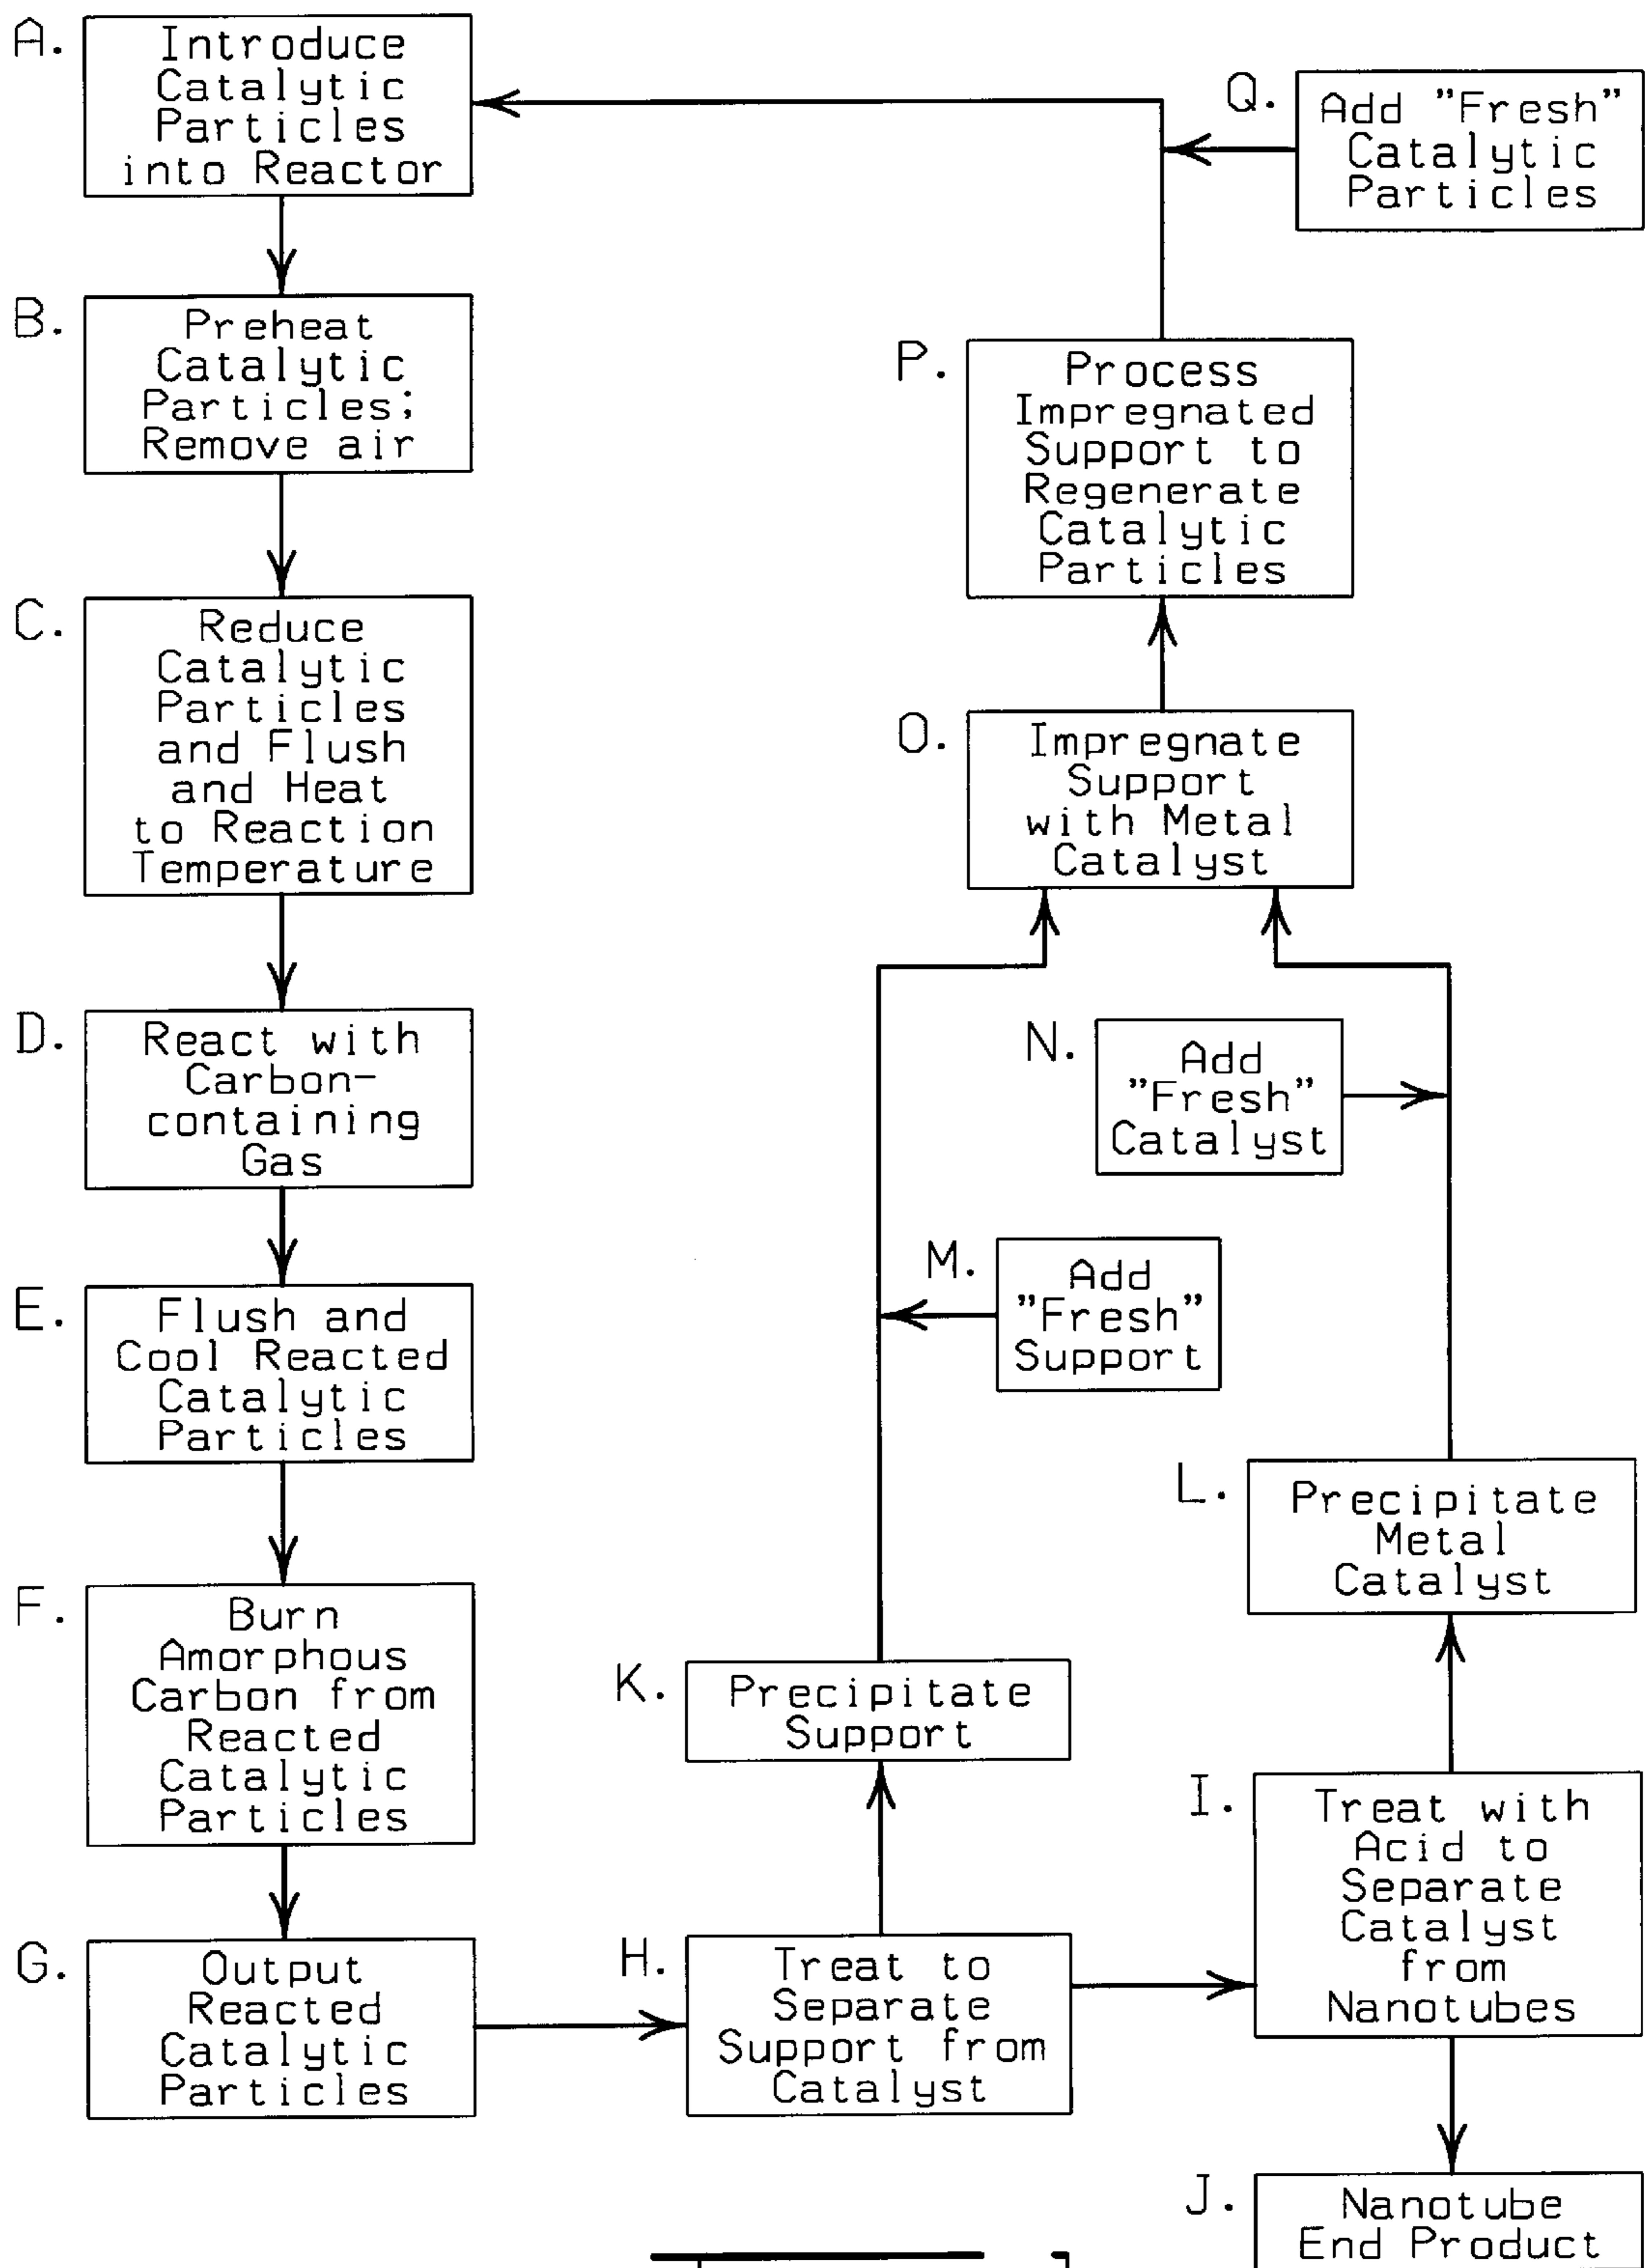 A.
Introduce
Catalytic
Particles
into Reactor
B.
Preheat
Catalytic
Particles;
Remove air
C.
Reduce
Catalytic
Particles
and Flush
and Heat
to Reaction
Temperature
D.
React with
Carbon-
containing
Gas
E.
Flush and
Cool Reacted
Catalytic
Particles
F.
Burn
Amorphous
Carbon from
Reacted
Catalytic
Particles
G.
Output
Reacted
Catalytic
Particles
H.
Treat to
Separate
Support from
Catalyst
I.
Treat with
Acid to
Separate
Catalyst
from
Nanotubes
J.
Nanotube
End Product
K.
Precipitate
Support
L.
Precipitate
Metal
Catalyst
M.
Add
"Fresh"
Support
N.
Add
"Fresh"
Catalyst
O.
Impregnate
Support
with Metal
Catalyst
P.
Process
Impregnated
Support to
Regenerate
Catalytic
Particles
Q.
Add "Fresh"
Catalytic
Particles